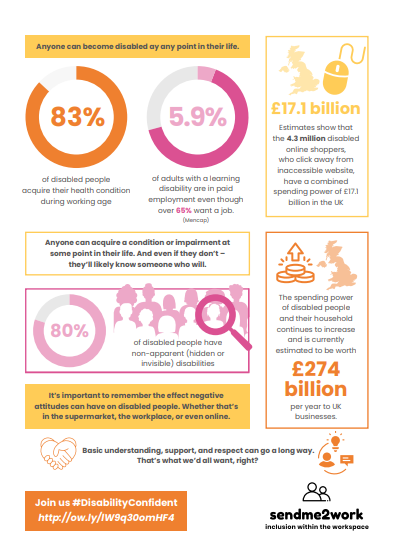 Anyone can become disabled ay any point in their life.
83%
of disabled people
acquire their health condition
during working age
5.9%
of adults with a learning
disability are in paid
employment even though
over 65% want a job.
(Mencap)
£17.1 billion
Estimates show that
the 4.3 million disabled
online shoppers,
who click away from
inaccessible website,
have a combined
spending power of £17.1
billion in the UK
Anyone can acquire a condition or impairment at
some point in their life. And even if they don't –
they'll likely know someone who will.
80%
of disabled people have
non-apparent (hidden or
invisible) disabilities
The spending power
of disabled people
and their household
continues to increase
and is currently
estimated to be worth
£274
billion
per year to UK
businesses.
It's important to remember the effect negative
attitudes can have on disabled people. Whether that's
in the supermarket, the workplace, or even online.
Basic understanding, support, and respect can go a long way.
That's what we'd all want, right?
Join us #DisabilityConfident
http://ow.ly/IW9q30omHF4
sendme2work
inclusion within the workspace